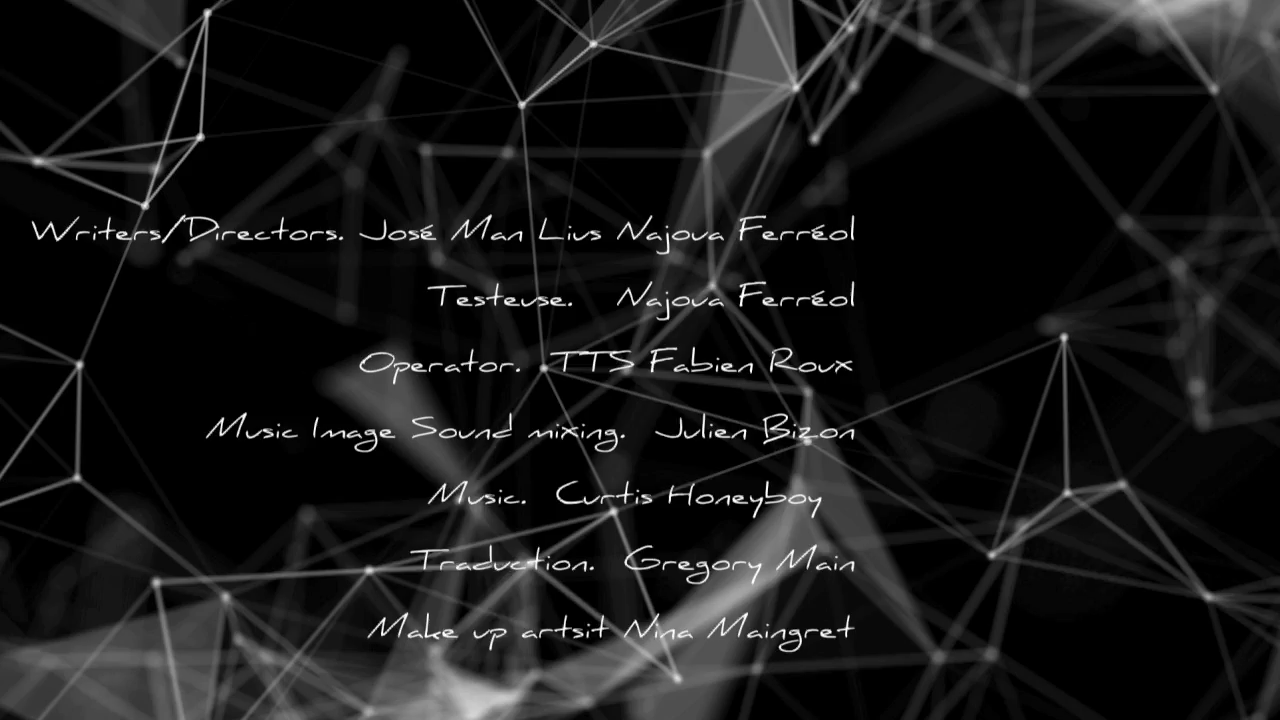 Writers/Directors. José Man Lius Najoua Ferréol
Testeuse. Najoua Ferréol
Operator. TTS Fabien Roux
Music Image Sound mixing. Julien Bizon
Music. Curtis Honeyboy
Traduction. Gregory Main
Make up artsit Nina Maingret